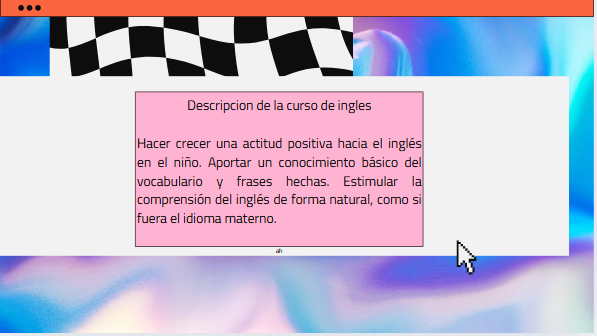 Descripcion de la curso de ingles
Hacer crecer una actitud positiva hacia el inglés
en el niño. Aportar un conocimiento básico del
vocabulario y frases hechas. Estimular la
comprensión del inglés de forma natural, como si
fuera el idioma materno.
ah